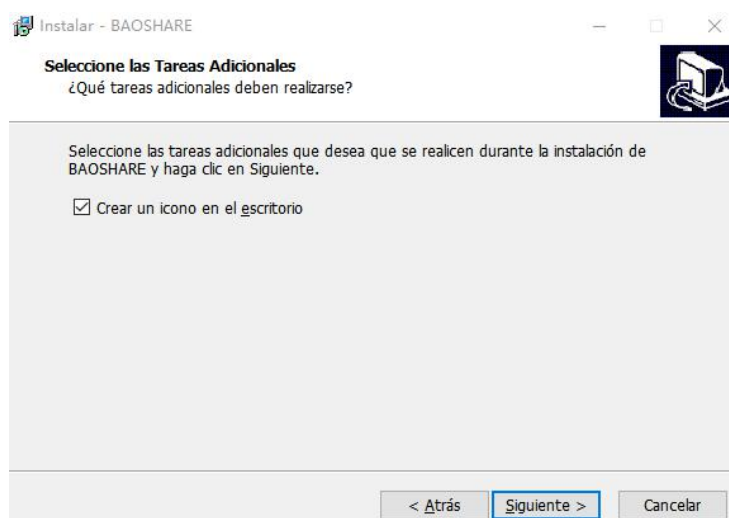 Instalar - BAOSHARE
Seleccione las Tareas Adicionales
¿Qué tareas adicionales deben realizarse?
Seleccione las tareas adicionales que desea que se realicen durante la instalación de
BAOSHARE y haga clic en Siguiente.
Crear un icono en el escritorio
< Atrás
Siguiente >
Cancelar